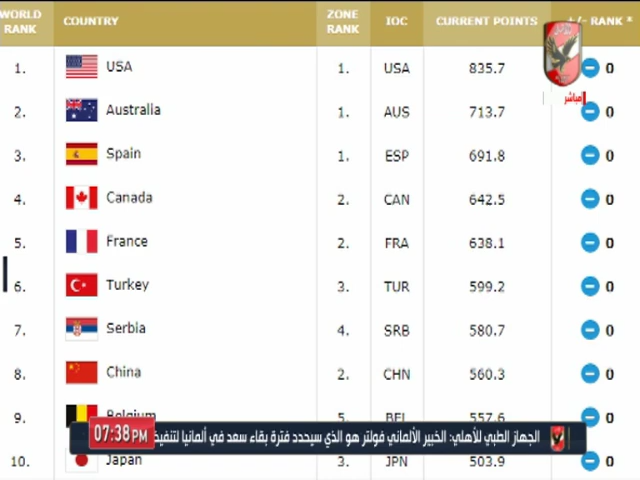 WORLD RANK COUNTRY ZONE RANK IOC CURRENT POINTS +/- RANK *
1. USA 1. USA 835.7 0
2. Australia 1. AUS 713.7 0
مباشر
3. Spain 1. ESP 691.8 0
4. Canada 2. CAN 642.5 0
5. France 2. FRA 638.1 0
6. Turkey 3. TUR 599.2 0
7. Serbia 4. SRB 580.7 0
8. China 2. CHN 560.3 0
9. Belgium 5. BEL 557.6 0
07:38 PM الجهاز الطبي للأهلي: الخبير الألماني فولتر هو الذي سيحدد فترة بقاء سعد في ألمانيا لتنفيذ
10. Japan 3. JPN 503.9 0